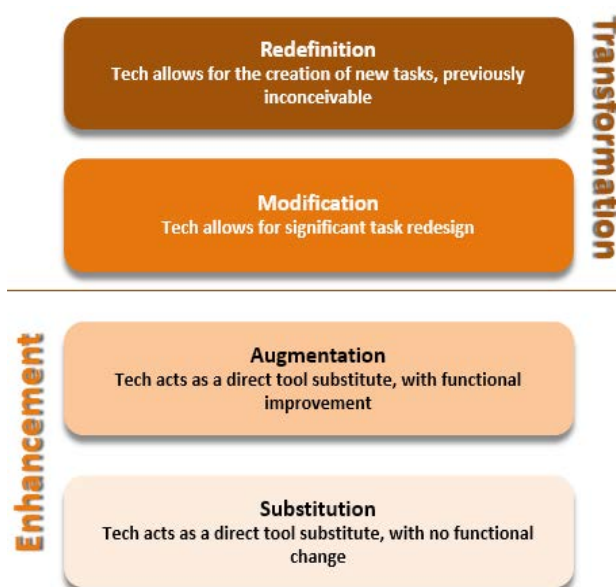 Redefinition
Tech allows for the creation of new tasks, previously
inconceivable
Transformation
Modification
Tech allows for significant task redesign
Enhancement
Augmentation
Tech acts as a direct tool substitute, with functional
improvement
Substitution
Tech acts as a direct tool substitute, with no functional
change